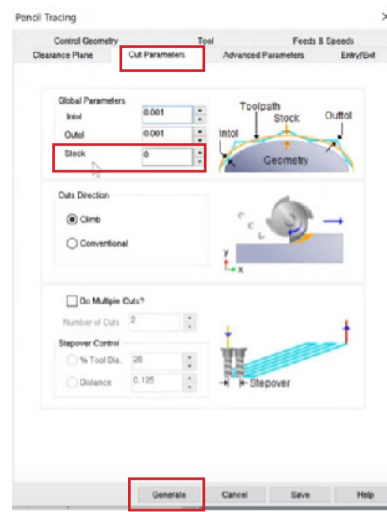 Pencil Tracing
Control Geometry Tool Feeds & Speeds
Clearance Plane Cut Parameters Advanced Parameters Entry/Exit
Global Parameters
Intol 0.001
Outol 0.001
Stock 0
Toolpath
Stock Outtol
Intol
Geometry
Cuts Direction
Climb
Conventional
y
x
Do Multiple Cuts?
Number of Cuts 2
Stepover Control
% Tool Dia. 25
Distance 0.125
Stepover
Generate Cancel Save Help